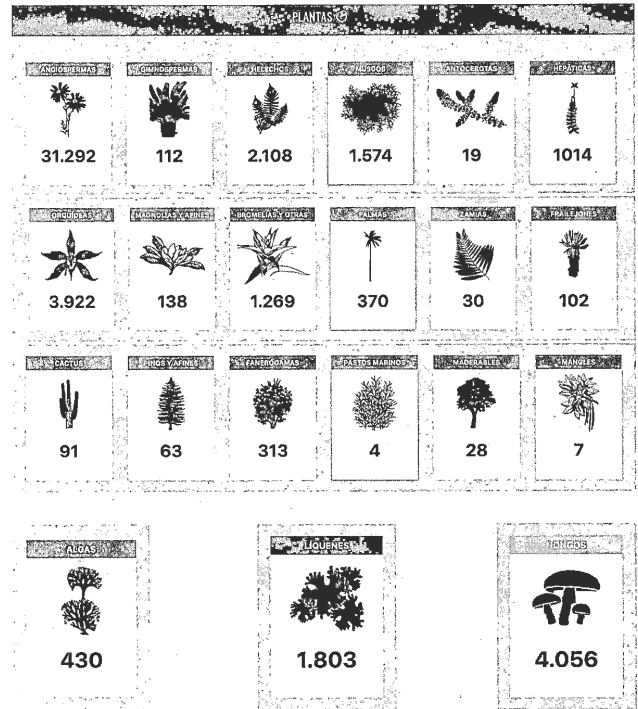 PLANTAS
ANGIOSPERMAS GIMNOSPERMAS HELECHOS MUSGOS ANTOCEROTAS HEPÁTICAS
31.292 112 2.108 1.574 19 1014
ORQUÍDEAS MAGNOLIAS Y AFINES BROMELIAS Y OTRAS PALMAS ZAMIAS FRAILEJONES
3.922 138 1.269 370 30 102
CACTUS PINOS Y AFINES FANERÓGAMAS PASTOS MARINOS MADERABLES MANGLES
91 63 313 4 28 7
ALGAS LÍQUENES HONGOS
430 1.803 4.056